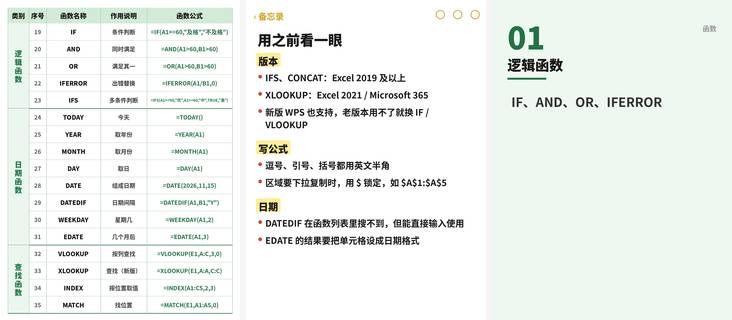 类别 序号 函数名称 作用说明 函数公式
逻辑函数
19 IF 条件判断 =IF(A1>=60,"及格","不及格")
20 AND 同时满足 =AND(A1>60,B1>60)
21 OR 满足其一 =OR(A1>60,B1>60)
22 IFERROR 出错替换 =IFERROR(A1/B1,0)
23 IFS 多条件判断
日期函数
24 TODAY 今天 =TODAY()
25 YEAR 取年份 =YEAR(A1)
26 MONTH 取月份 =MONTH(A1)
27 DAY 取日 =DAY(A1)
28 DATE 组成日期 =DATE(2026,11,15)
29 DATEDIF 日期间隔 =DATEDIF(A1,B1,"Y")
30 WEEKDAY 星期几 =WEEKDAY(A1,2)
31 EDATE 几个月后 =EDATE(A1,3)
查找函数
32 VLOOKUP 按列查找 =VLOOKUP(E1,A:C,3,0)
33 XLOOKUP 查找（新版） =XLOOKUP(E1,A:A,C:C)
34 INDEX 按位置取值 =INDEX(A1:C5,2,3)
35 MATCH 找位置 =MATCH(E1,A1:A5,0)
‹ 备忘录
用之前看一眼
版本
• IFS、CONCAT：Excel 2019 及以上
• XLOOKUP：Excel 2021 / Microsoft 365
• 新版 WPS 也支持，老版本用不了就换 IF /
VLOOKUP
写公式
• 逗号、引号、括号都用英文半角
• 区域要下拉复制时，用 $ 锁定，如 $A$1:$A$5
日期
• DATEDIF 在函数列表里搜不到，但能直接输入使用
• EDATE 的结果要把单元格设成日期格式
函数
01
逻辑函数
IF、AND、OR、IFERROR